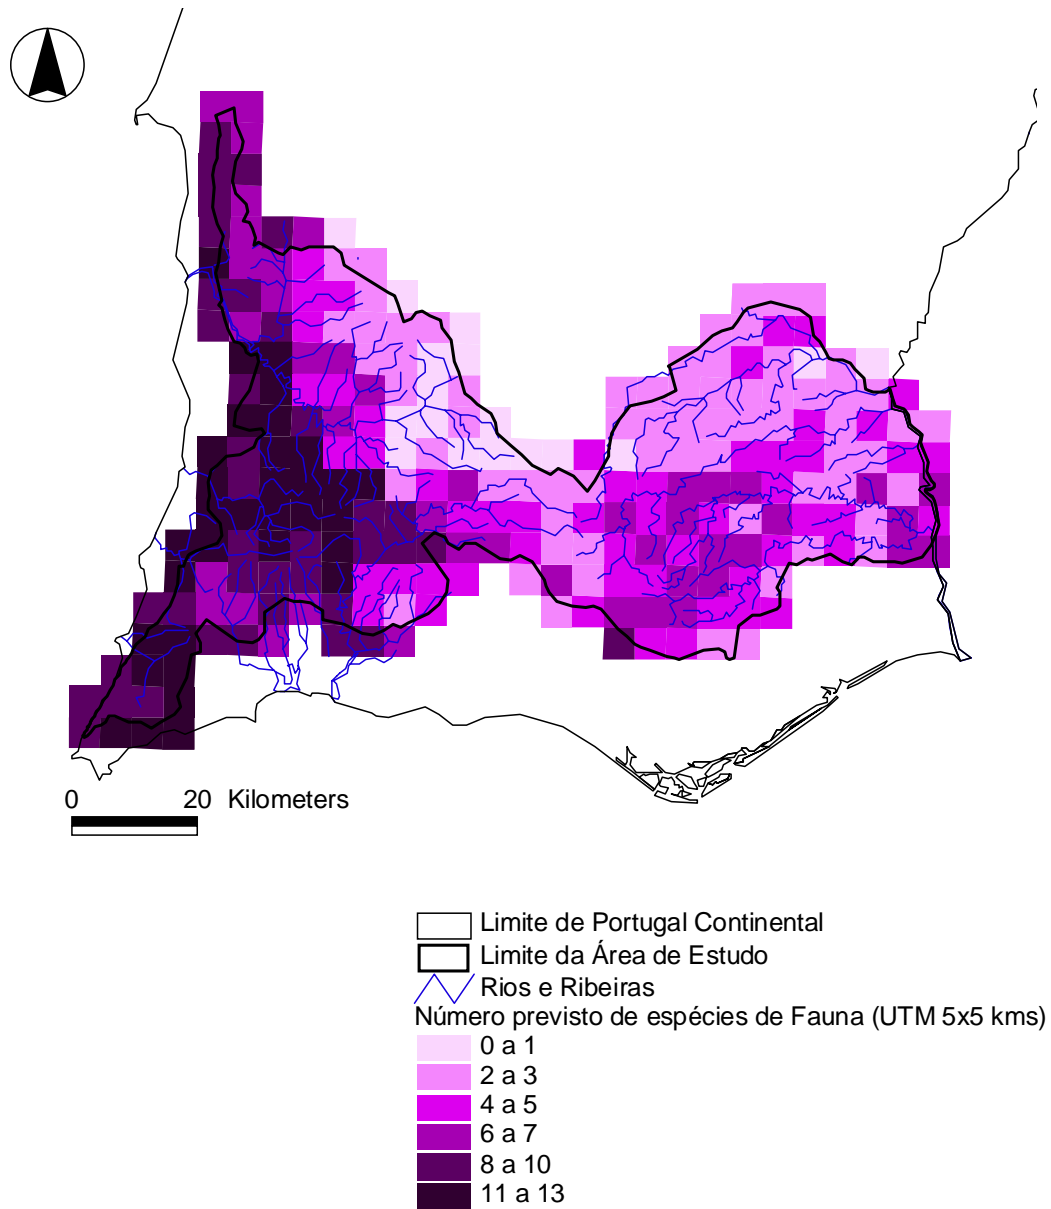 0 20 Kilometers
Limite de Portugal Continental
Limite da Área de Estudo
Rios e Ribeiras
Número previsto de espécies de Fauna (UTM 5x5 kms)
0 a 1
2 a 3
4 a 5
6 a 7
8 a 10
11 a 13